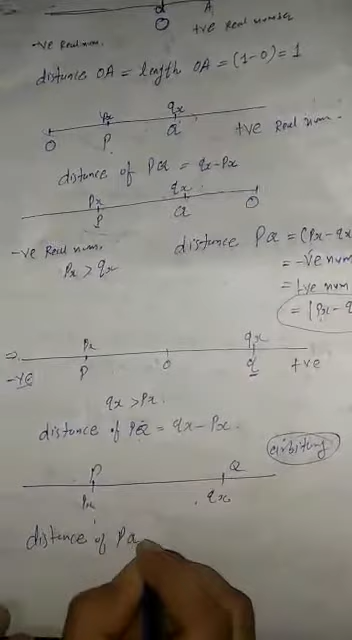 d A
O +ve Real number
-ve Real num.
distance OA = length OA = (1-0) = 1
Px qx
O P Q +ve Real num.
distance of PQ = qx - Px
Px qx
P Q O
-ve Real num. distance PQ = (Px - qx
Px > qx = -ve num
= +ve num
= |Px - q
⇒ Px qx
-ve P O q +ve
qx > Px.
distance of PQ = qx - Px.
arbitrary
P Q
Px qx
distance of PQ